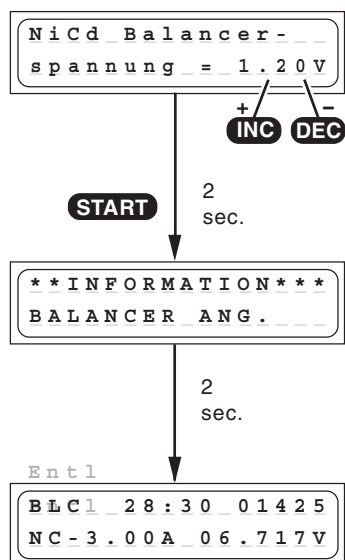 NiCd Balancer-
spannung = 1.20V
+ –
INC DEC
START
2
sec.
**INFORMATION***
BALANCER ANG.
2
sec.
Entl
BLC 28:30 01425
NC-3.00A 06.717V